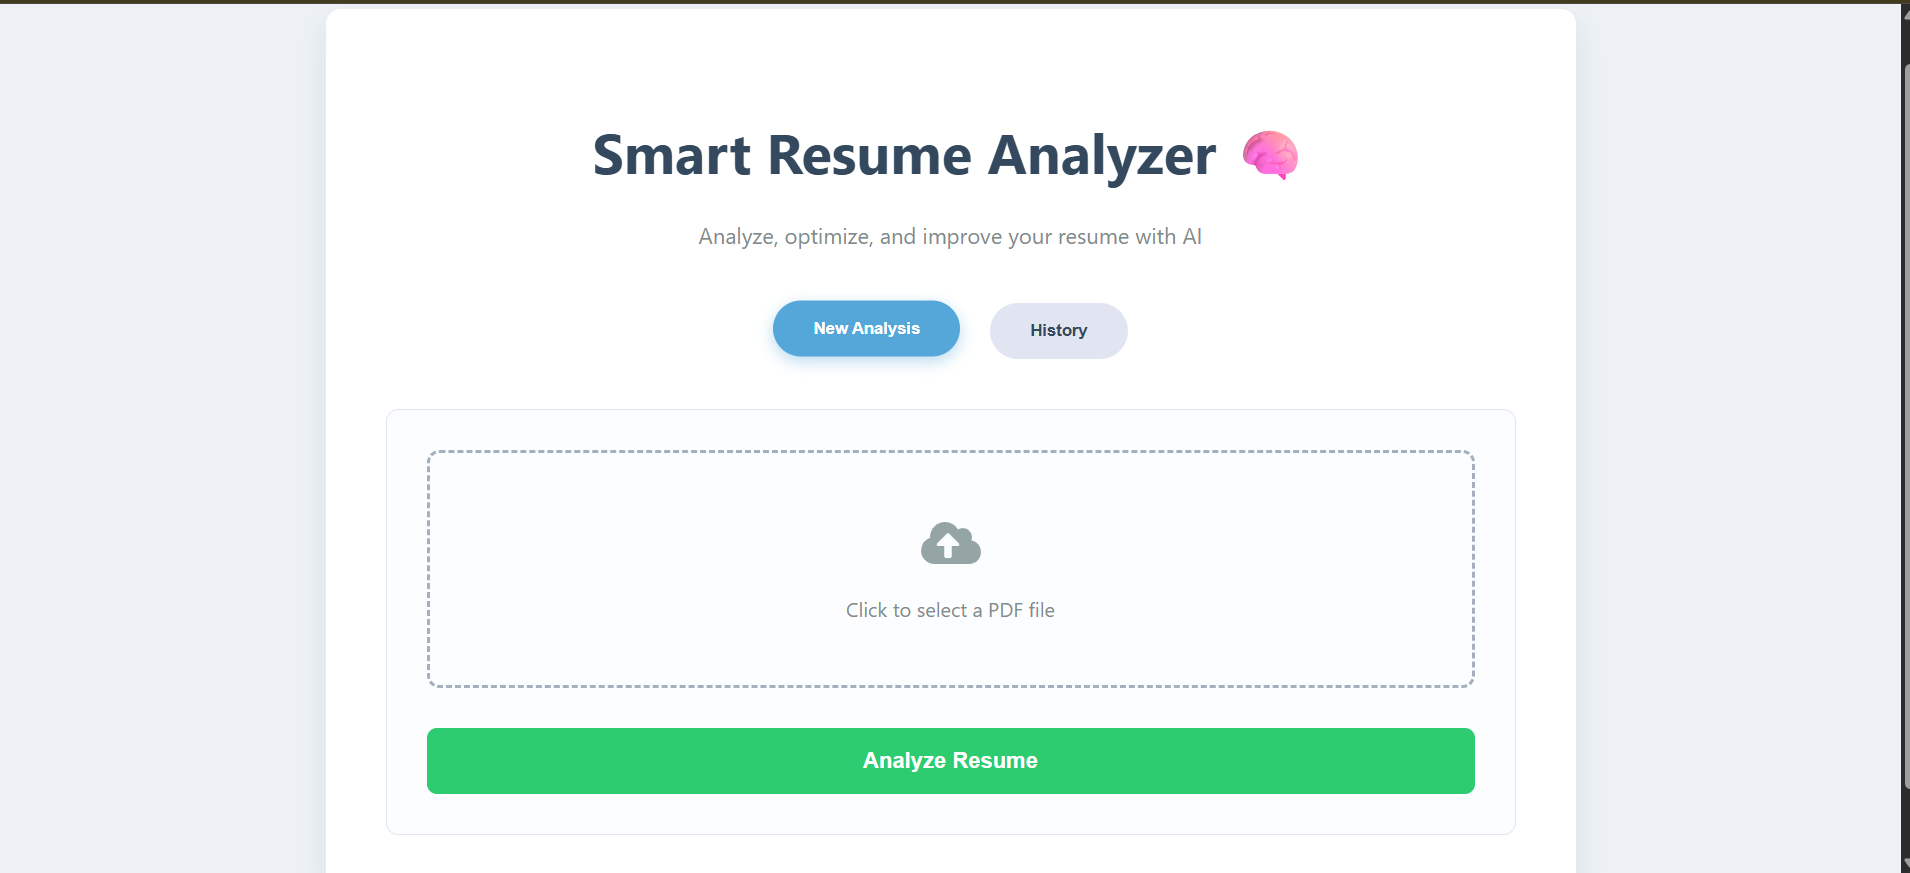 Smart Resume Analyzer 🧠
Analyze, optimize, and improve your resume with AI
New Analysis
History
Click to select a PDF file
Analyze Resume